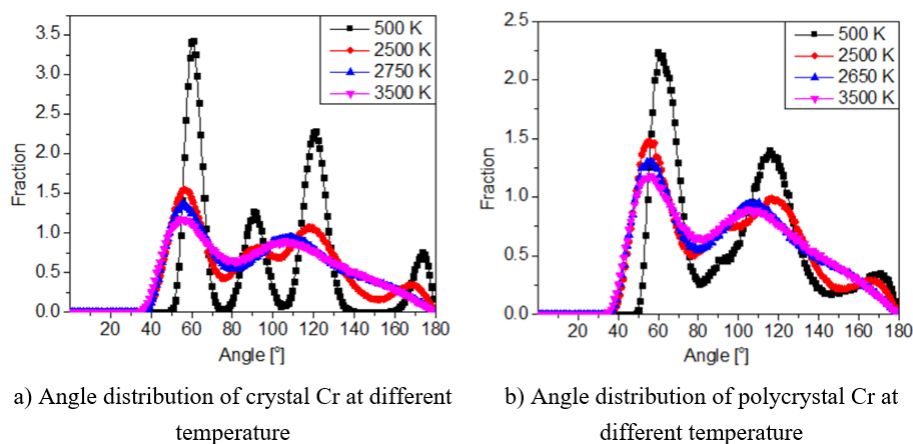 3.5
3.0
2.5
2.0
1.5
1.0
0.5
0.0
Fraction
500 K
2500 K
2750 K
3500 K
20 40 60 80 100 120 140 160 180
Angle [º]
a) Angle distribution of crystal Cr at different
temperature
2.5
2.0
1.5
1.0
0.5
0.0
Fraction
500 K
2500 K
2650 K
3500 K
20 40 60 80 100 120 140 160 180
Angle [º]
b) Angle distribution of polycrystal Cr at
different temperature